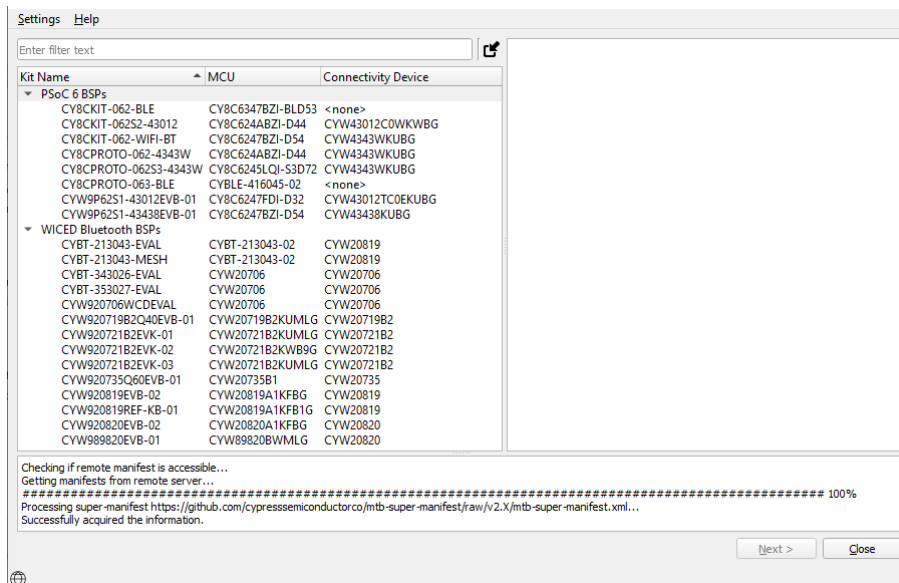 Settings Help
Enter filter text
Kit Name MCU Connectivity Device
PSoC 6 BSPs
CY8CKIT-062-BLE CY8C6347BZI-BLD53 <none>
CY8CKIT-062S2-43012 CY8C624ABZI-D44 CYW43012C0WKWBG
CY8CKIT-062-WIFI-BT CY8C6247BZI-D54 CYW4343WKUBG
CY8CPROTO-062-4343W CY8C624ABZI-D44 CYW4343WKUBG
CY8CPROTO-062S3-4343W CY8C6245LQI-S3D72 CYW4343WKUBG
CY8CPROTO-063-BLE CYBLE-416045-02 <none>
CYW9P62S1-43012EVB-01 CY8C6247FDI-D32 CYW43012TC0EKUBG
CYW9P62S1-43438EVB-01 CY8C6247BZI-D54 CYW43438KUBG
WICED Bluetooth BSPs
CYBT-213043-EVAL CYBT-213043-02 CYW20819
CYBT-213043-MESH CYBT-213043-02 CYW20819
CYBT-343026-EVAL CYW20706 CYW20706
CYBT-353027-EVAL CYW20706 CYW20706
CYW920706WCDEVAL CYW20706 CYW20706
CYW920719B2Q40EVB-01 CYW20719B2KUMLG CYW20719B2
CYW920721B2EVK-01 CYW20721B2KUMLG CYW20721B2
CYW920721B2EVK-02 CYW20721B2KWB9G CYW20721B2
CYW920721B2EVK-03 CYW20721B2KUMLG CYW20721B2
CYW920735Q60EVB-01 CYW20735B1 CYW20735
CYW920819EVB-02 CYW20819A1KFBG CYW20819
CYW920819REF-KB-01 CYW20819A1KFB1G CYW20819
CYW920820EVB-02 CYW20820A1KFBG CYW20820
CYW989820EVB-01 CYW89820BWMLG CYW20820
Checking if remote manifest is accessible...
Getting manifests from remote server...
#################################################################################################### 100%
Processing super-manifest https://github.com/cypresssemiconductorco/mtb-super-manifest/raw/v2.X/mtb-super-manifest.xml...
Successfully acquired the information.
Next > Close